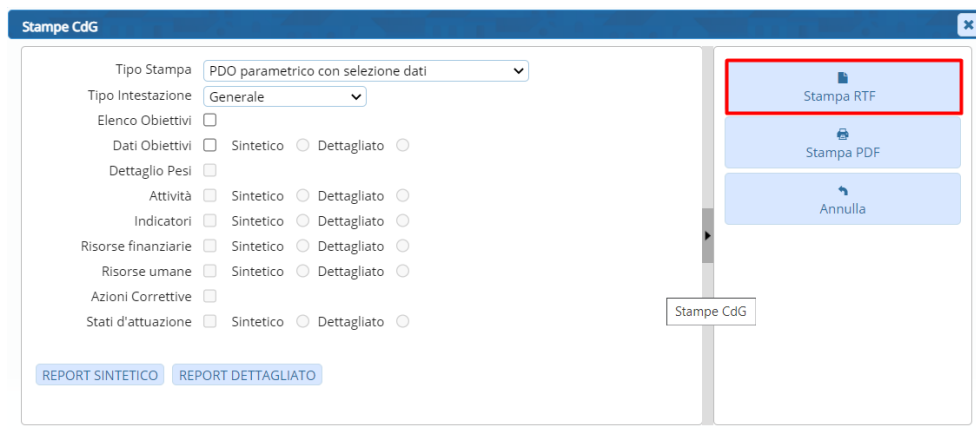 Stampe CdG
Tipo Stampa PDO parametrico con selezione dati
Tipo Intestazione Generale
Elenco Obiettivi
Dati Obiettivi Sintetico Dettagliato
Dettaglio Pesi
Attività Sintetico Dettagliato
Indicatori Sintetico Dettagliato
Risorse finanziarie Sintetico Dettagliato
Risorse umane Sintetico Dettagliato
Azioni Correttive
Stati d'attuazione Sintetico Dettagliato
REPORT SINTETICO REPORT DETTAGLIATO
Stampa RTF
Stampa PDF
Annulla
Stampe CdG